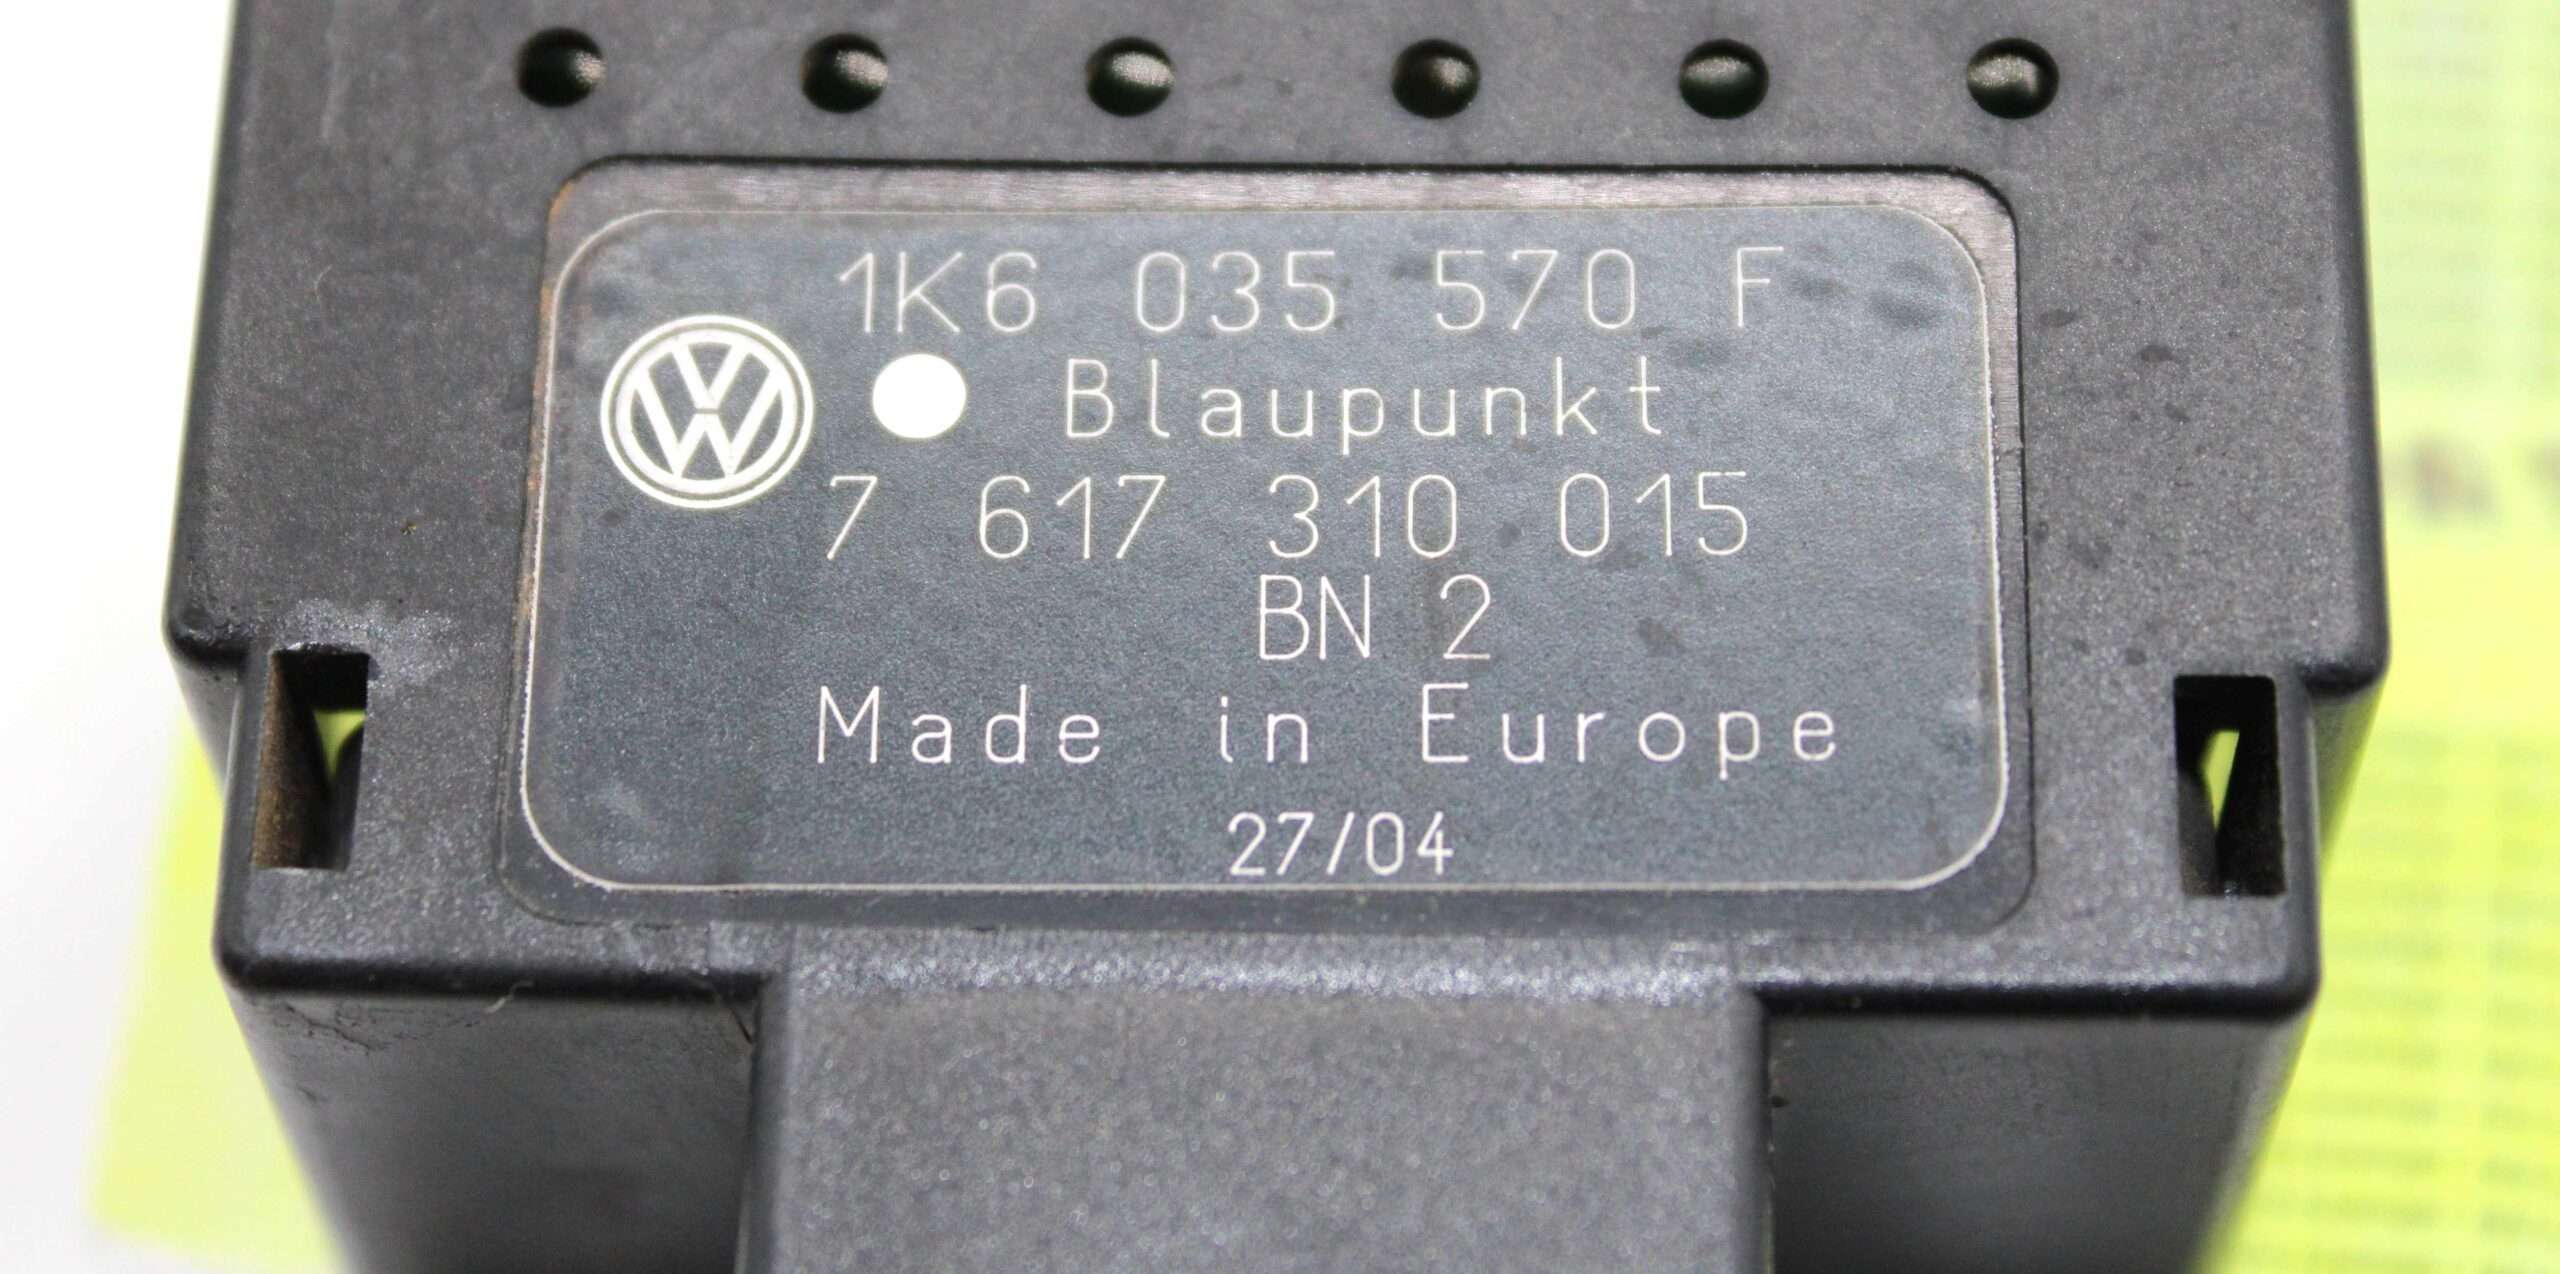 1K6 035 570 F
Blaupunkt
7 617 310 015
BN 2
Made in Europe
27/04